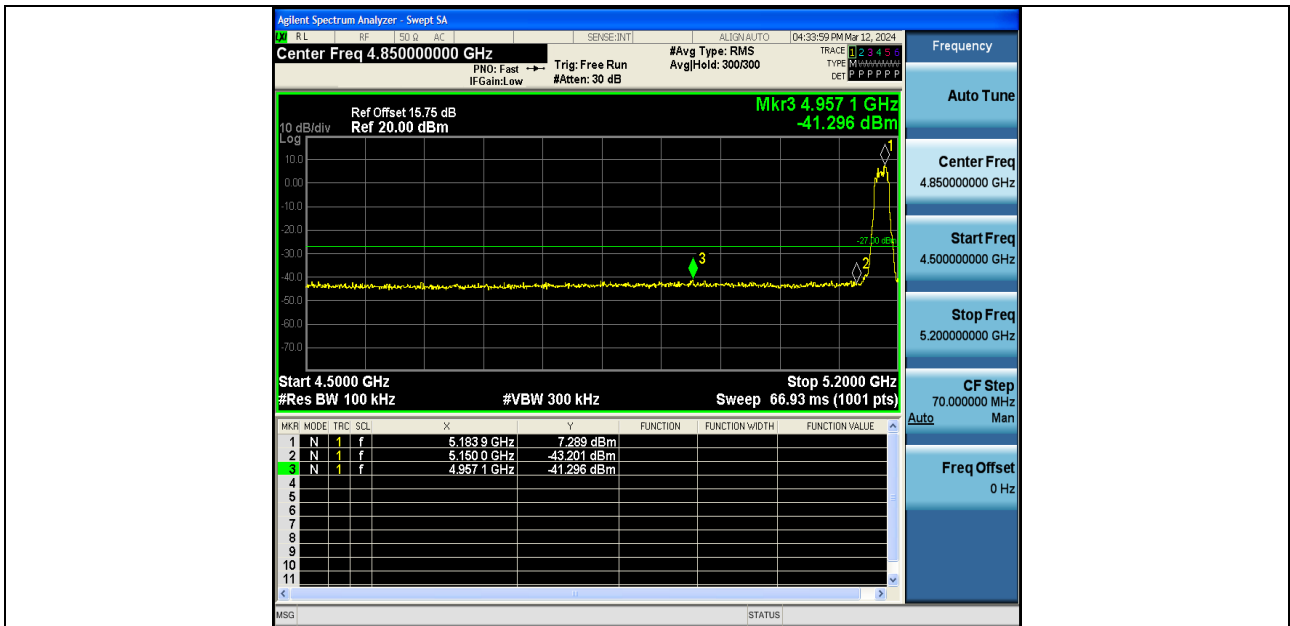 Agilent Spectrum Analyzer - Swept SA
LXI RL RF 50 Ω AC SENSE:INT ALIGNAUTO 04:33:59 PM Mar 12, 2024
Center Freq 4.850000000 GHz
PNO: Fast
IFGain:Low
Trig: Free Run
#Atten: 30 dB
#Avg Type: RMS
Avg|Hold: 300/300
TRACE 1 2 3 4 5 6
TYPE M
DET P P P P P P
Mkr3 4.957 1 GHz
-41.296 dBm
Ref Offset 15.75 dB
10 dB/div Ref 20.00 dBm
Log
10.0
0.00
-10.0
-20.0
-30.0
-40.0
-50.0
-60.0
-70.0
1
-27.00 dBm
2
3
Start 4.5000 GHz Stop 5.2000 GHz
#Res BW 100 kHz #VBW 300 kHz Sweep 66.93 ms (1001 pts)
MKR MODE TRC SCL X Y FUNCTION FUNCTION WIDTH FUNCTION VALUE
1 N 1 f 5.183 9 GHz 7.289 dBm
2 N 1 f 5.150 0 GHz -43.201 dBm
3 N 1 f 4.957 1 GHz -41.296 dBm
4
5
6
7
8
9
10
11
MSG STATUS
Frequency
Auto Tune
Center Freq
4.850000000 GHz
Start Freq
4.500000000 GHz
Stop Freq
5.200000000 GHz
CF Step
70.000000 MHz
Auto Man
Freq Offset
0 Hz